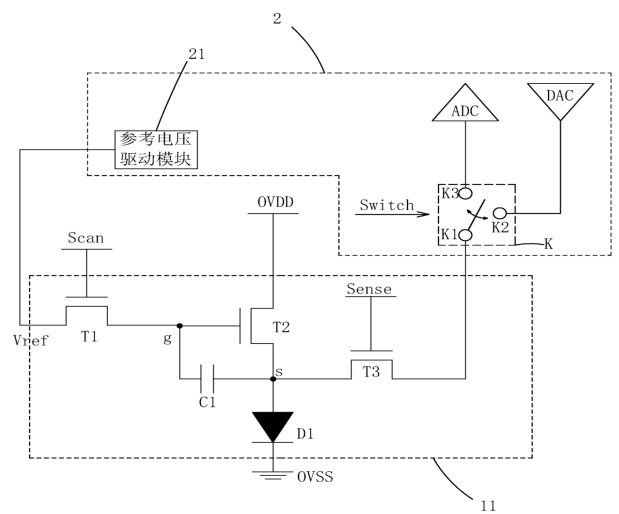 2
21
ADC
DAC
参考电压
驱动模块
K3
OVDD
Switch
K2
K1
K
Scan
Sense
T2
Vref
T1
g
s
T3
C1
D1
OVSS
11